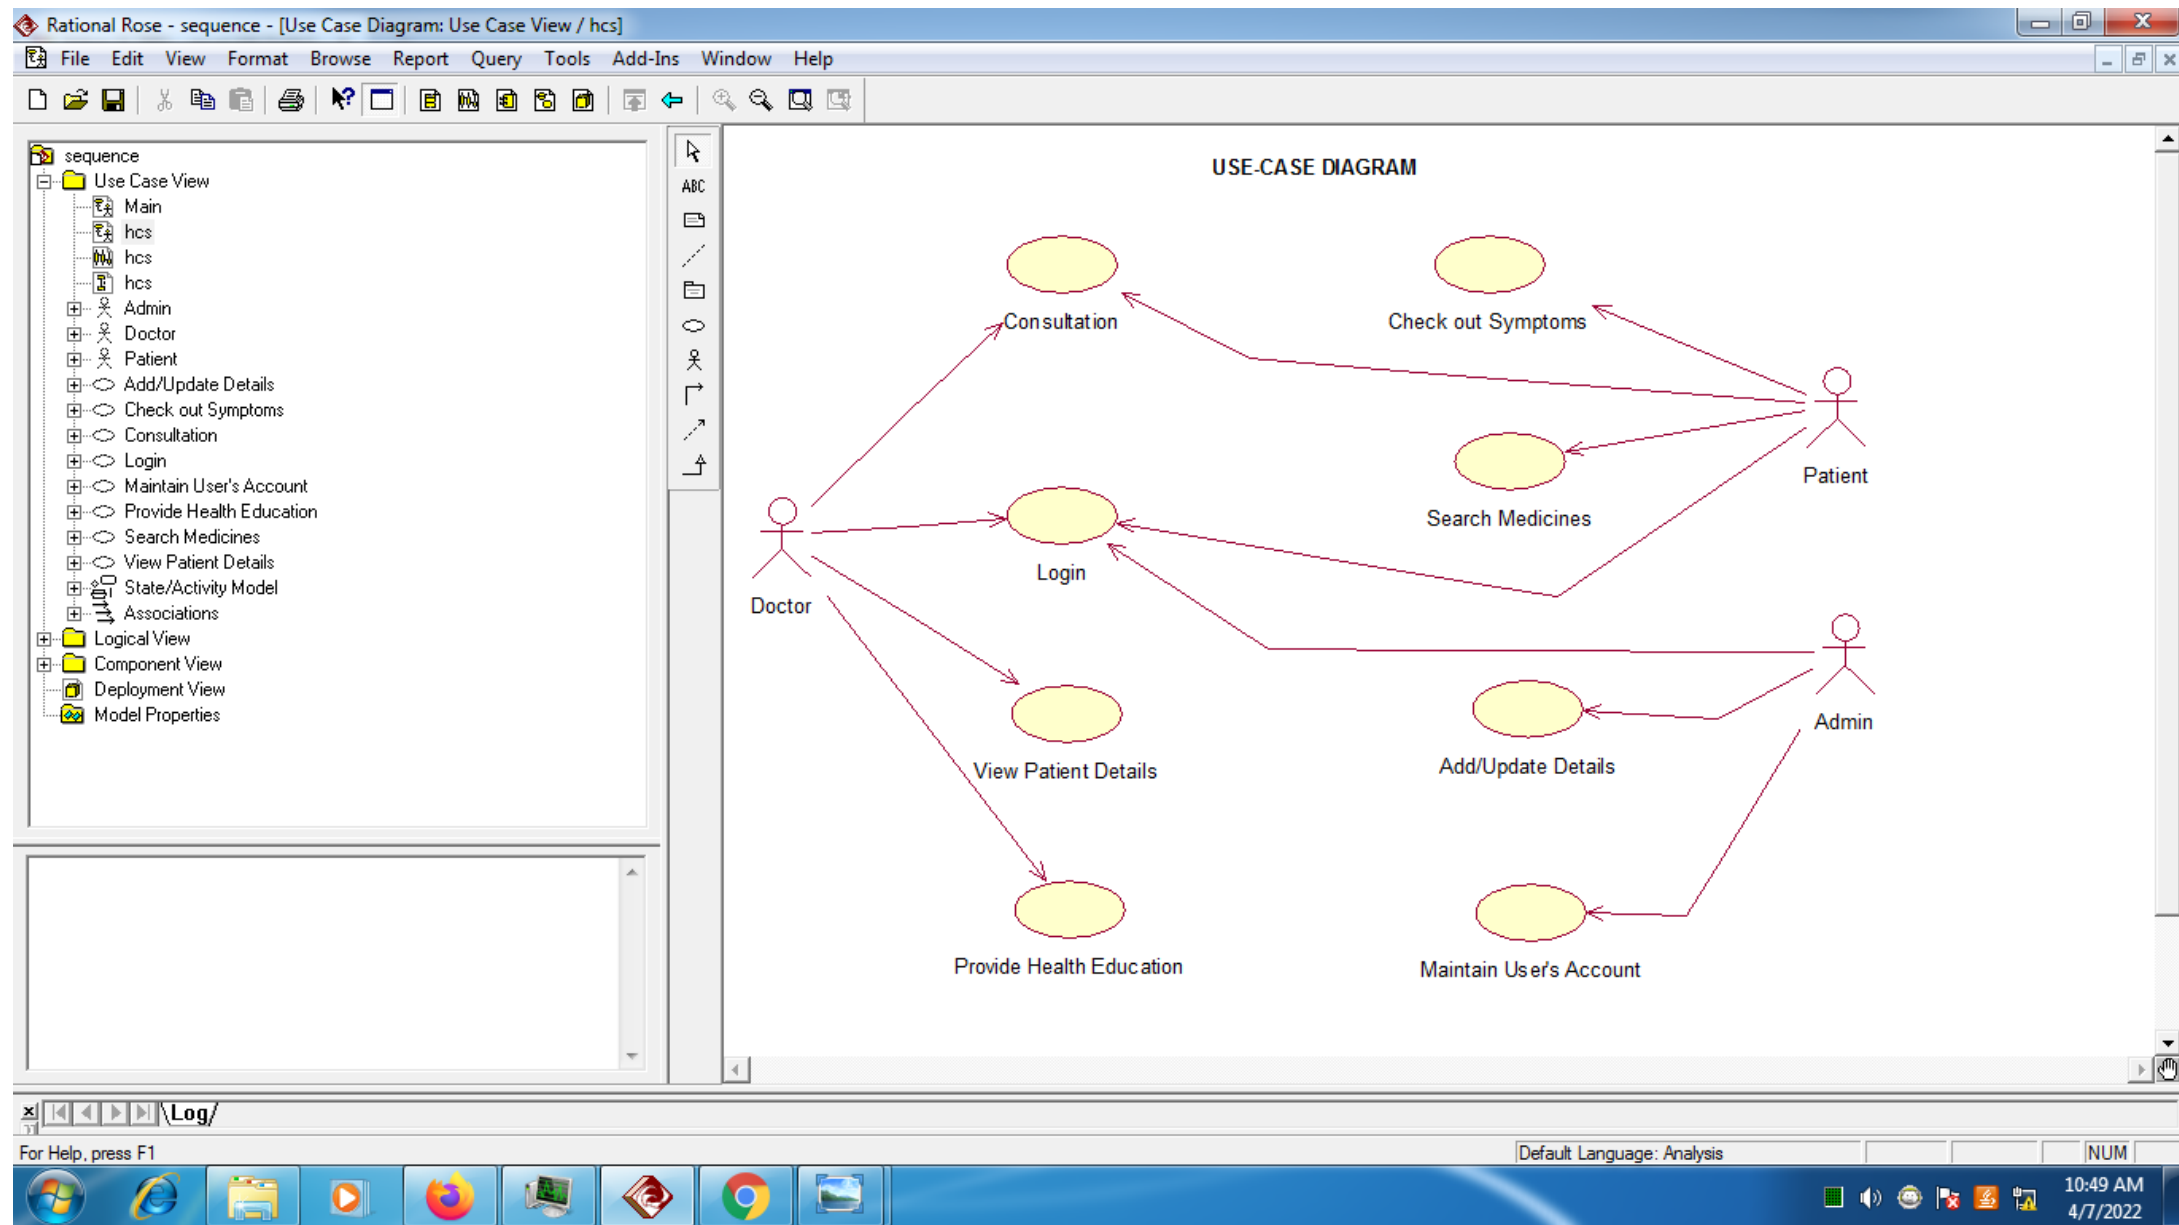 Rational Rose - sequence - [Use Case Diagram: Use Case View / hcs]
File Edit View Format Browse Report Query Tools Add-Ins Window Help
sequence
Use Case View
Main
hcs
hcs
hcs
Admin
Doctor
Patient
Add/Update Details
Check out Symptoms
Consultation
Login
Maintain User's Account
Provide Health Education
Search Medicines
View Patient Details
State/Activity Model
Associations
Logical View
Component View
Deployment View
Model Properties
ABC
USE-CASE DIAGRAM
Consultation
Check out Symptoms
Patient
Search Medicines
Login
Doctor
Admin
View Patient Details
Add/Update Details
Provide Health Education
Maintain User's Account
Log
For Help, press F1
Default Language: Analysis
NUM
10:49 AM
4/7/2022